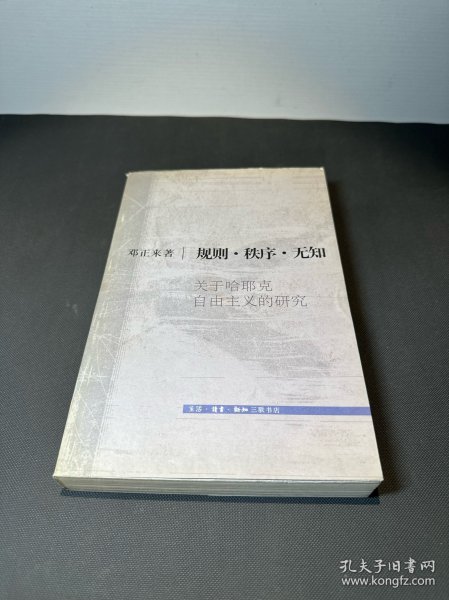 邓正来著 规则·秩序·无知
关于哈耶克
自由主义的研究
生活·讀書·新知 三联书店
孔夫子旧书网
www.kongfz.com